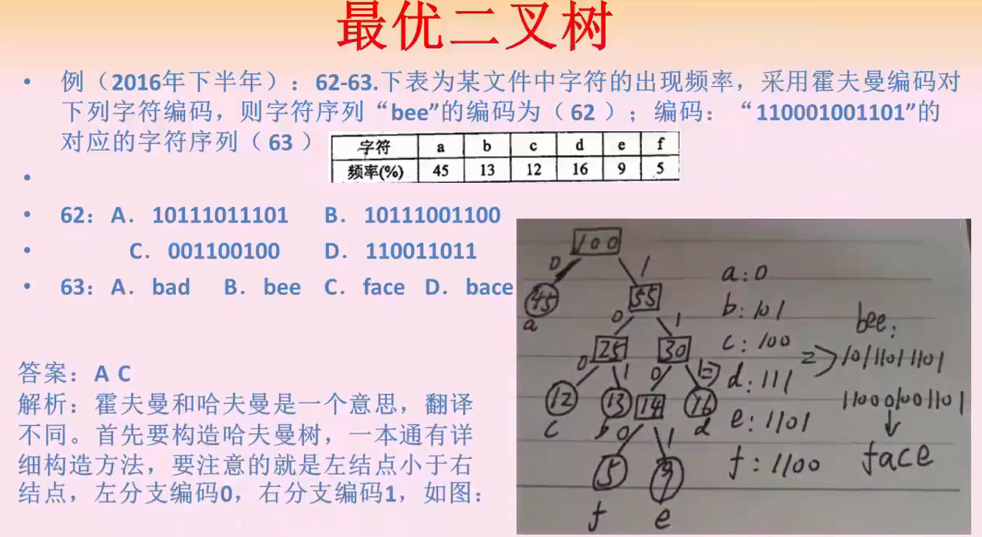 最优二叉树
• 例（2016年下半年）：62-63.下表为某文件中字符的出现频率，采用霍夫曼编码对
下列字符编码，则字符序列“bee”的编码为（62 ）；编码：“110001001101”的
对应的字符序列（63 ）
字符 a b c d e f
频率(%) 45 13 12 16 9 5
•
• 62：A．10111011101 B．10111001100
• C．001100100 D．110011011
• 63：A．bad B．bee C．face D．bace
答案：A C
解析：霍夫曼和哈夫曼是一个意思，翻译
不同。首先要构造哈夫曼树，一本通有详
细构造方法，要注意的就是左结点小于右
结点，左分支编码0，右分支编码1，如图：
100
0 1
45 55
a
0 1
25 30
0 1 0 1
12 13 14 16
c b d
0 1
5 9
f e
a:0
b:101
c:100
d:111
e:1101
f:1100
bee:
=> 10111011101
110001001101
↓
face